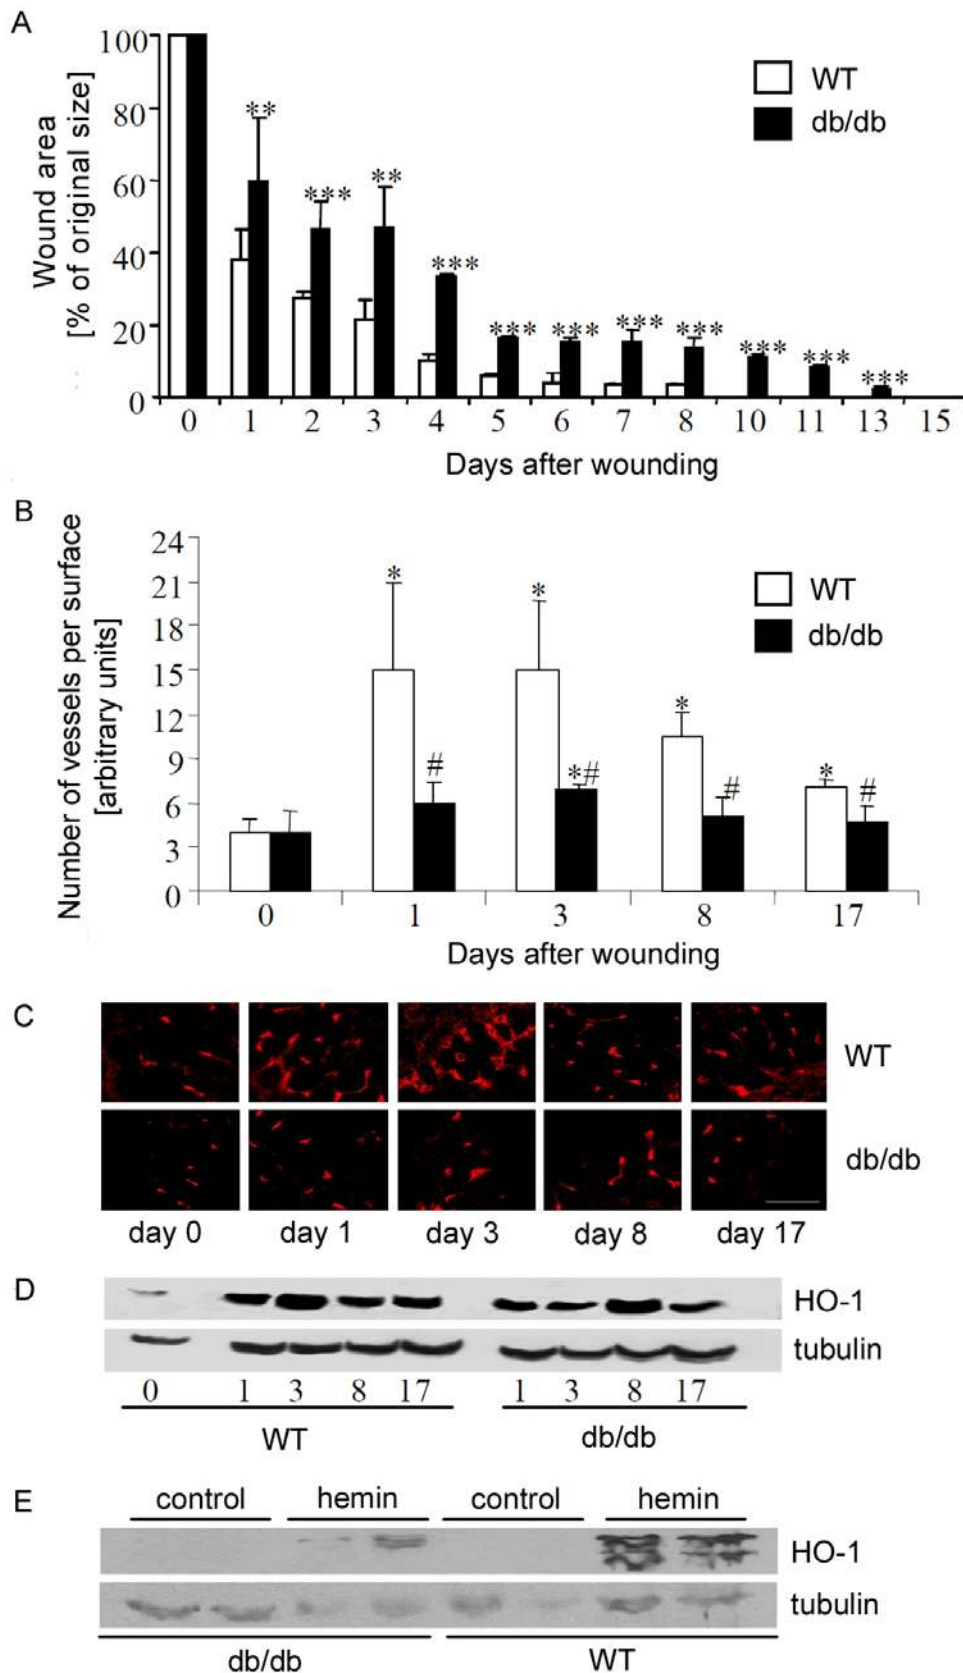 A
Wound area
[% of original size]
100
80
60
40
20
0
WT
db/db
** *** ** *** *** *** *** *** *** *** ***
0 1 2 3 4 5 6 7 8 10 11 13 15
Days after wounding
B
Number of vessels per surface
[arbitrary units]
24
21
18
15
12
9
6
3
0
WT
db/db
* # * *# * # * #
0 1 3 8 17
Days after wounding
C
WT
db/db
day 0 day 1 day 3 day 8 day 17
D
HO-1
tubulin
0 1 3 8 17 1 3 8 17
WT db/db
E
control hemin control hemin
HO-1
tubulin
db/db WT